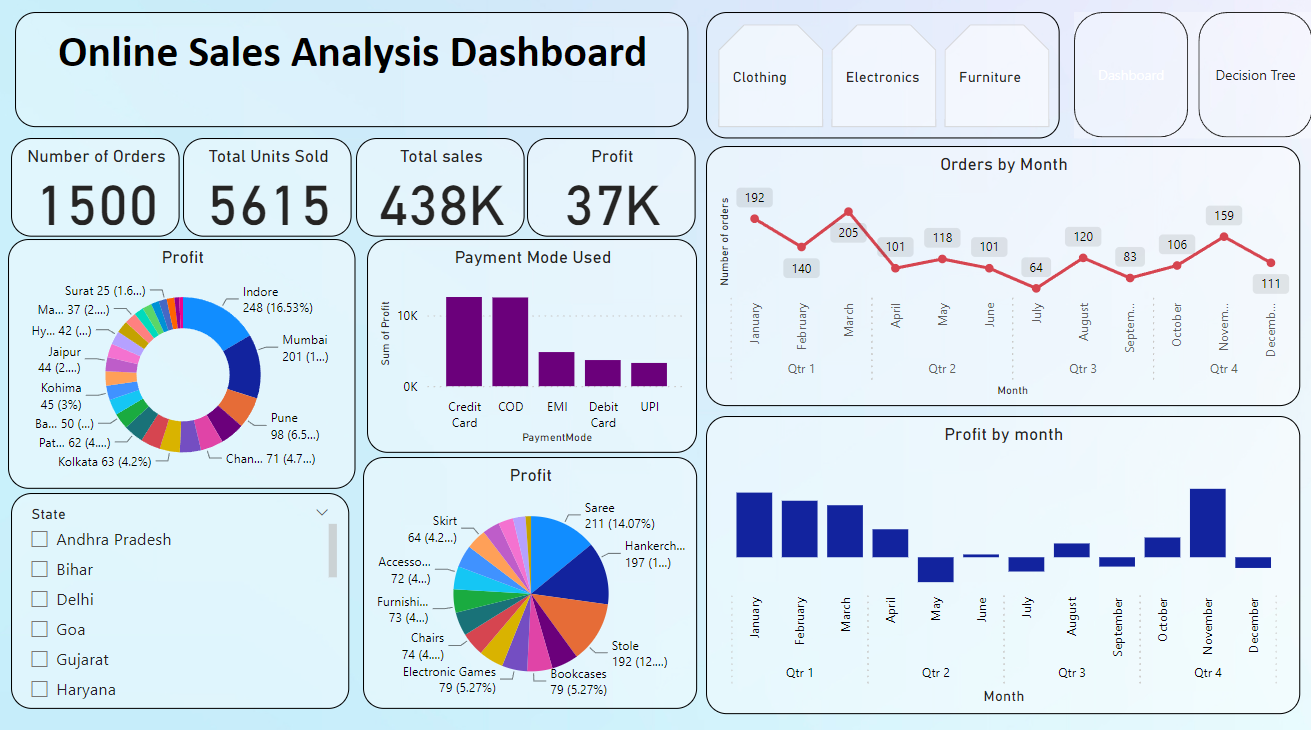 Online Sales Analysis Dashboard
Clothing
Electronics
Furniture
Dashboard
Decision Tree
Number of Orders
1500
Total Units Sold
5615
Total sales
438K
Profit
37K
Orders by Month
Number of orders
192
140
205
101
118
101
64
120
83
106
159
111
January
February
March
April
May
June
July
August
Septem...
October
Novem...
Decemb...
Qtr 1
Qtr 2
Qtr 3
Qtr 4
Month
Profit
Indore
248 (16.53%)
Mumbai
201 (1...)
Pune
98 (6.5...)
Chan... 71 (4.7...)
Kolkata 63 (4.2%)
Pat... 62 (4....)
Ba... 50 (...)
Kohima
45 (3%)
Jaipur
44 (2....)
Hy... 42 (...)
Ma... 37 (2....)
Surat 25 (1.6...)
Payment Mode Used
Sum of Profit
10K
0K
Credit
Card
COD
EMI
Debit
Card
UPI
PaymentMode
State
Andhra Pradesh
Bihar
Delhi
Goa
Gujarat
Haryana
Profit
Saree
211 (14.07%)
Hankerch...
197 (1...)
Stole
192 (12....)
Bookcases
79 (5.27%)
Electronic Games
79 (5.27%)
Chairs
74 (4....)
Furnishi...
73 (4...)
Accesso...
72 (4...)
Skirt
64 (4.2...)
Profit by month
January
February
March
April
May
June
July
August
September
October
November
December
Qtr 1
Qtr 2
Qtr 3
Qtr 4
Month